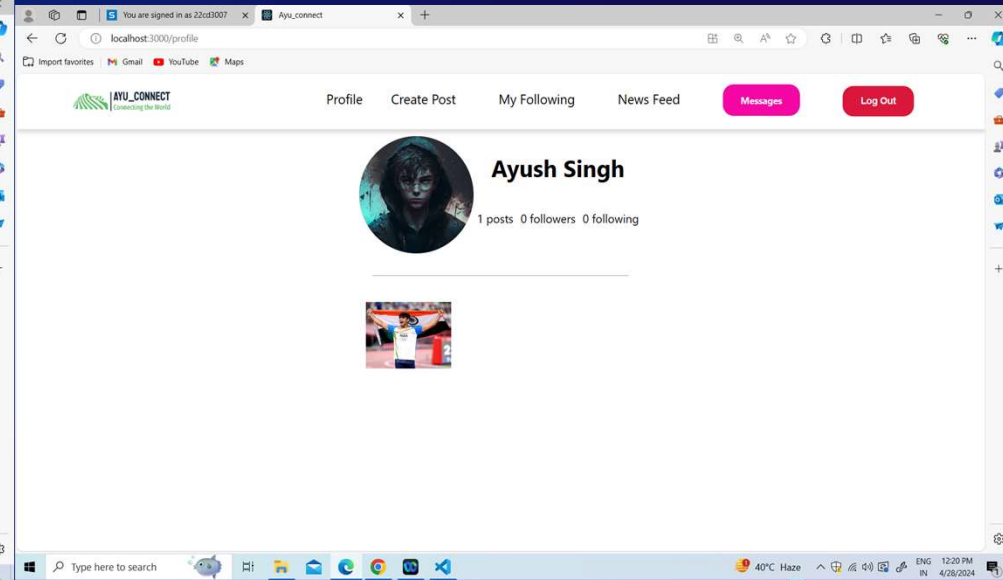 You are signed in as 22cd3007
Ayu_connect
localhost:3000/profile
Import favorites
Gmail
YouTube
Maps
AYU_CONNECT
Connecting the World
Profile
Create Post
My Following
News Feed
Messages
Log Out
Ayush Singh
1 posts 0 followers 0 following
Type here to search
40°C Haze
ENG
IN
12:20 PM
4/28/2024